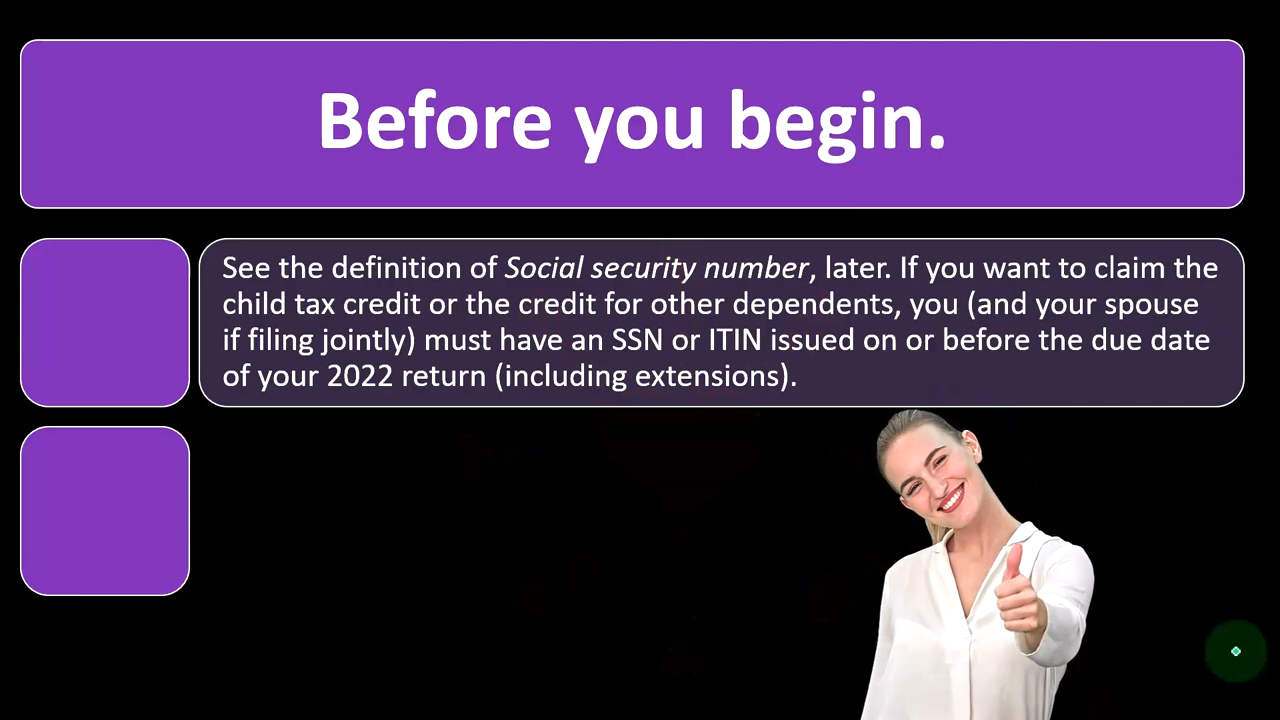 Before you begin.
See the definition of Social security number, later. If you want to claim the
child tax credit or the credit for other dependents, you (and your spouse
if filing jointly) must have an SSN or ITIN issued on or before the due date
of your 2022 return (including extensions).